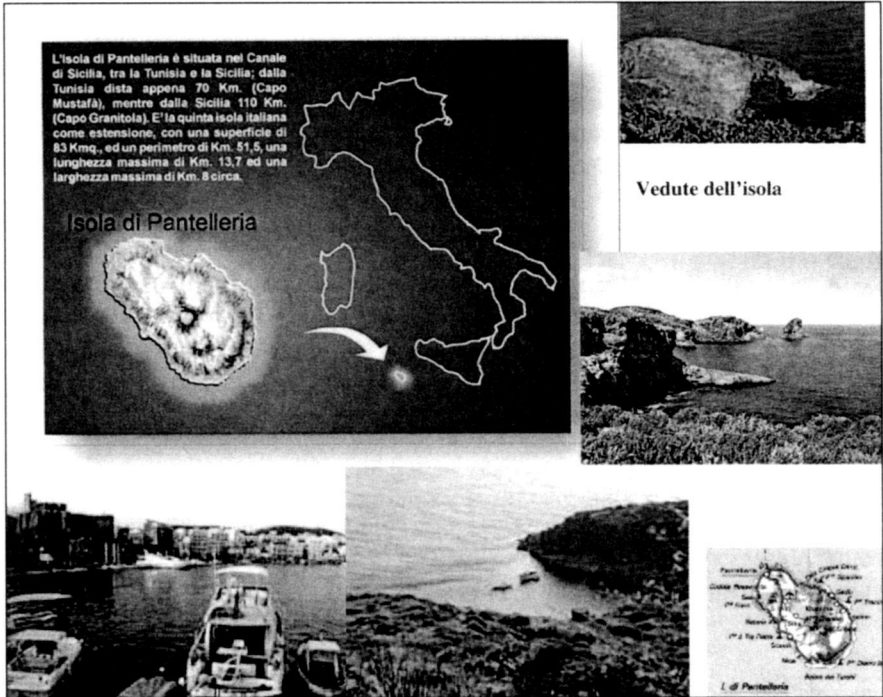 L'Isola di Pantelleria è situata nel Canale
di Sicilia, tra la Tunisia e la Sicilia; dalla
Tunisia dista appena 70 Km. (Capo
Mustafà), mentre dalla Sicilia 110 Km.
(Capo Granitola). E' la quinta isola italiana
come estensione, con una superficie di
83 Kmq., ed un perimetro di Km. 51,5, una
lunghezza massima di Km. 13,7 ed una
larghezza massima di Km. 8 circa.
Isola di Pantelleria
Vedute dell'isola
Pantelleria
I. di Pantelleria